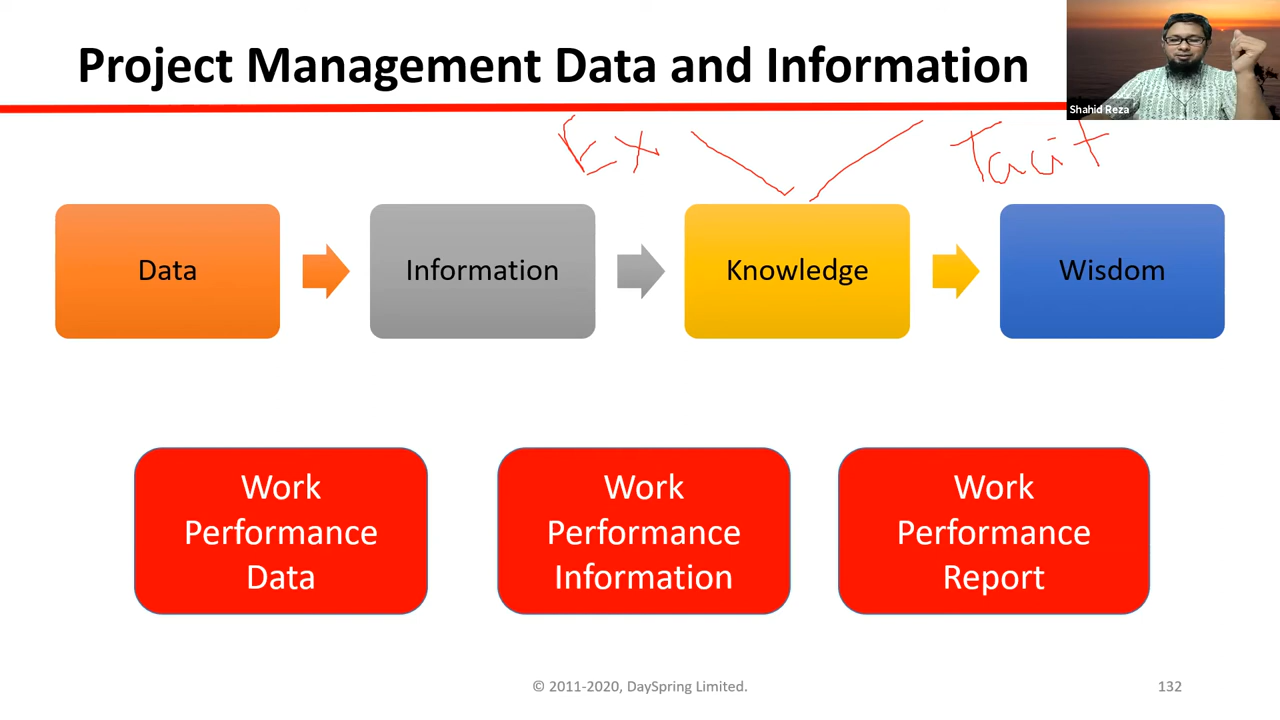 Project Management Data and Information
Shahid Reza
Ex
Tacit
Data
Information
Knowledge
Wisdom
Work
Performance
Data
Work
Performance
Information
Work
Performance
Report
© 2011-2020, DaySpring Limited.
132